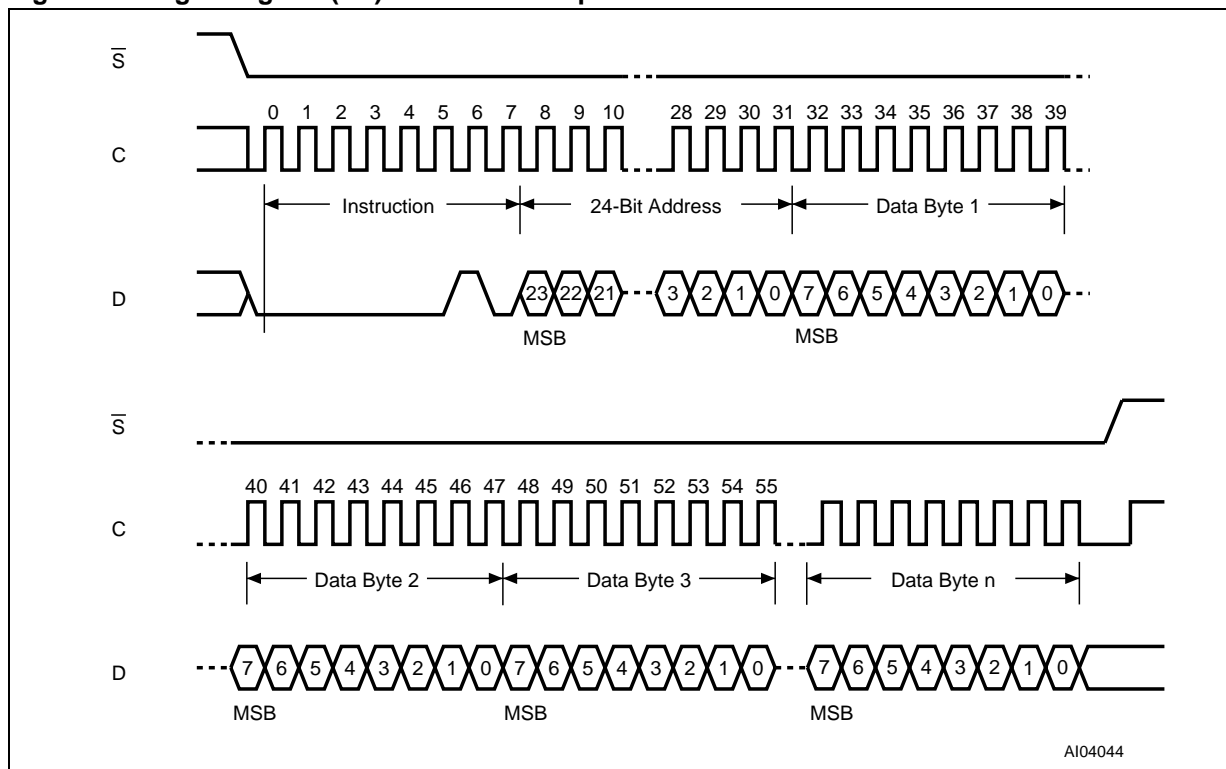 S
0 1 2 3 4 5 6 7 8 9 10 28 29 30 31 32 33 34 35 36 37 38 39
C
Instruction 24-Bit Address Data Byte 1
D 23 22 21 3 2 1 0 7 6 5 4 3 2 1 0
MSB MSB
S
40 41 42 43 44 45 46 47 48 49 50 51 52 53 54 55
C
Data Byte 2 Data Byte 3 Data Byte n
D 7 6 5 4 3 2 1 0 7 6 5 4 3 2 1 0 7 6 5 4 3 2 1 0
MSB MSB MSB
AI04044